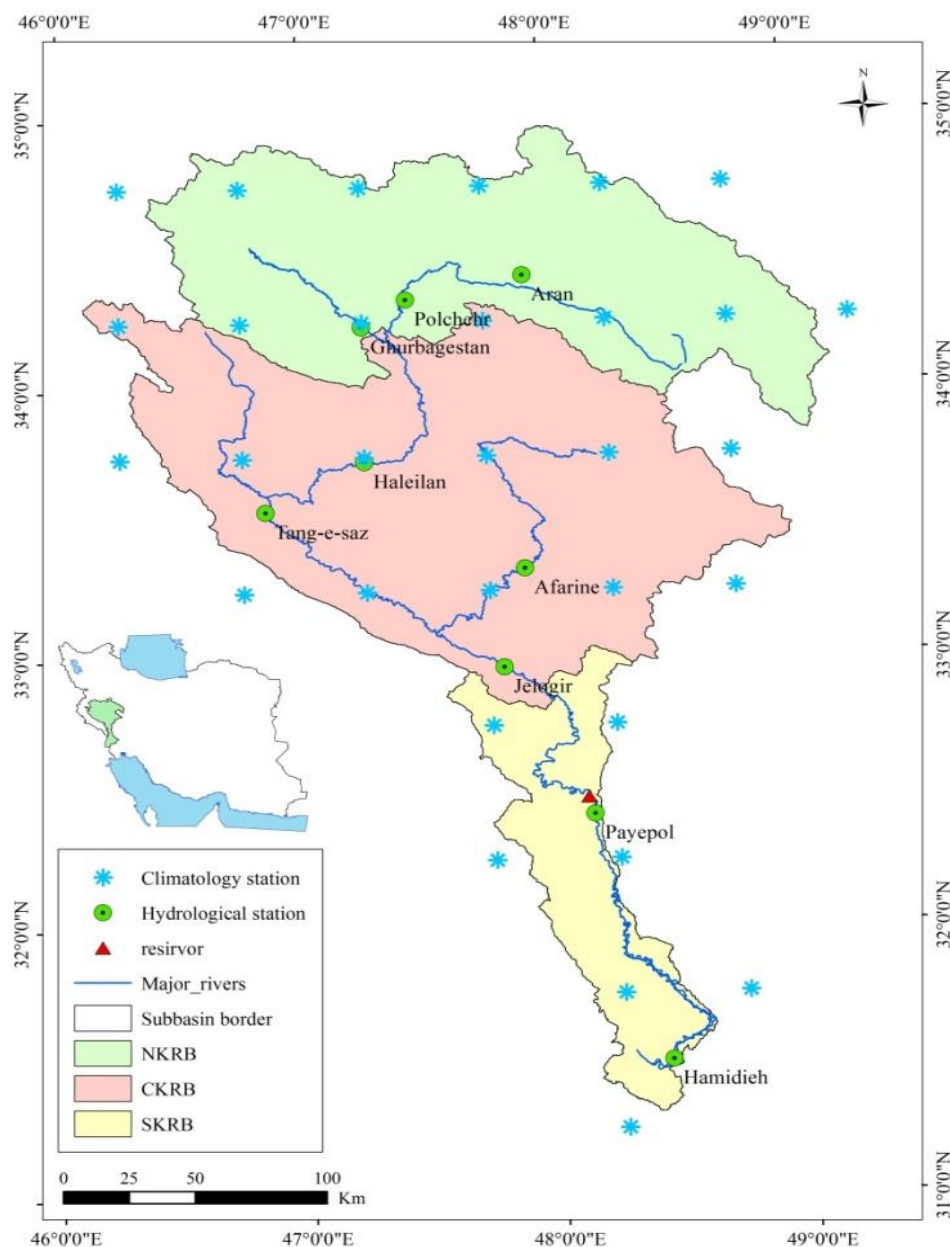 46°0'0"E 47°0'0"E 48°0'0"E 49°0'0"E
N
35°0'0"N
35°0'0"N
Aran
Polchehr
Ghurbagestan
34°0'0"N
34°0'0"N
Haleilan
Tang-e-saz
Afarine
33°0'0"N
33°0'0"N
Jelogir
Payepol
32°0'0"N
32°0'0"N
Hamidieh
31°0'0"N
Climatology station
Hydrological station
resirvor
Major_rivers
Subbasin border
NKRB
CKRB
SKRB
0 25 50 100
Km
46°0'0"E 47°0'0"E 48°0'0"E 49°0'0"E